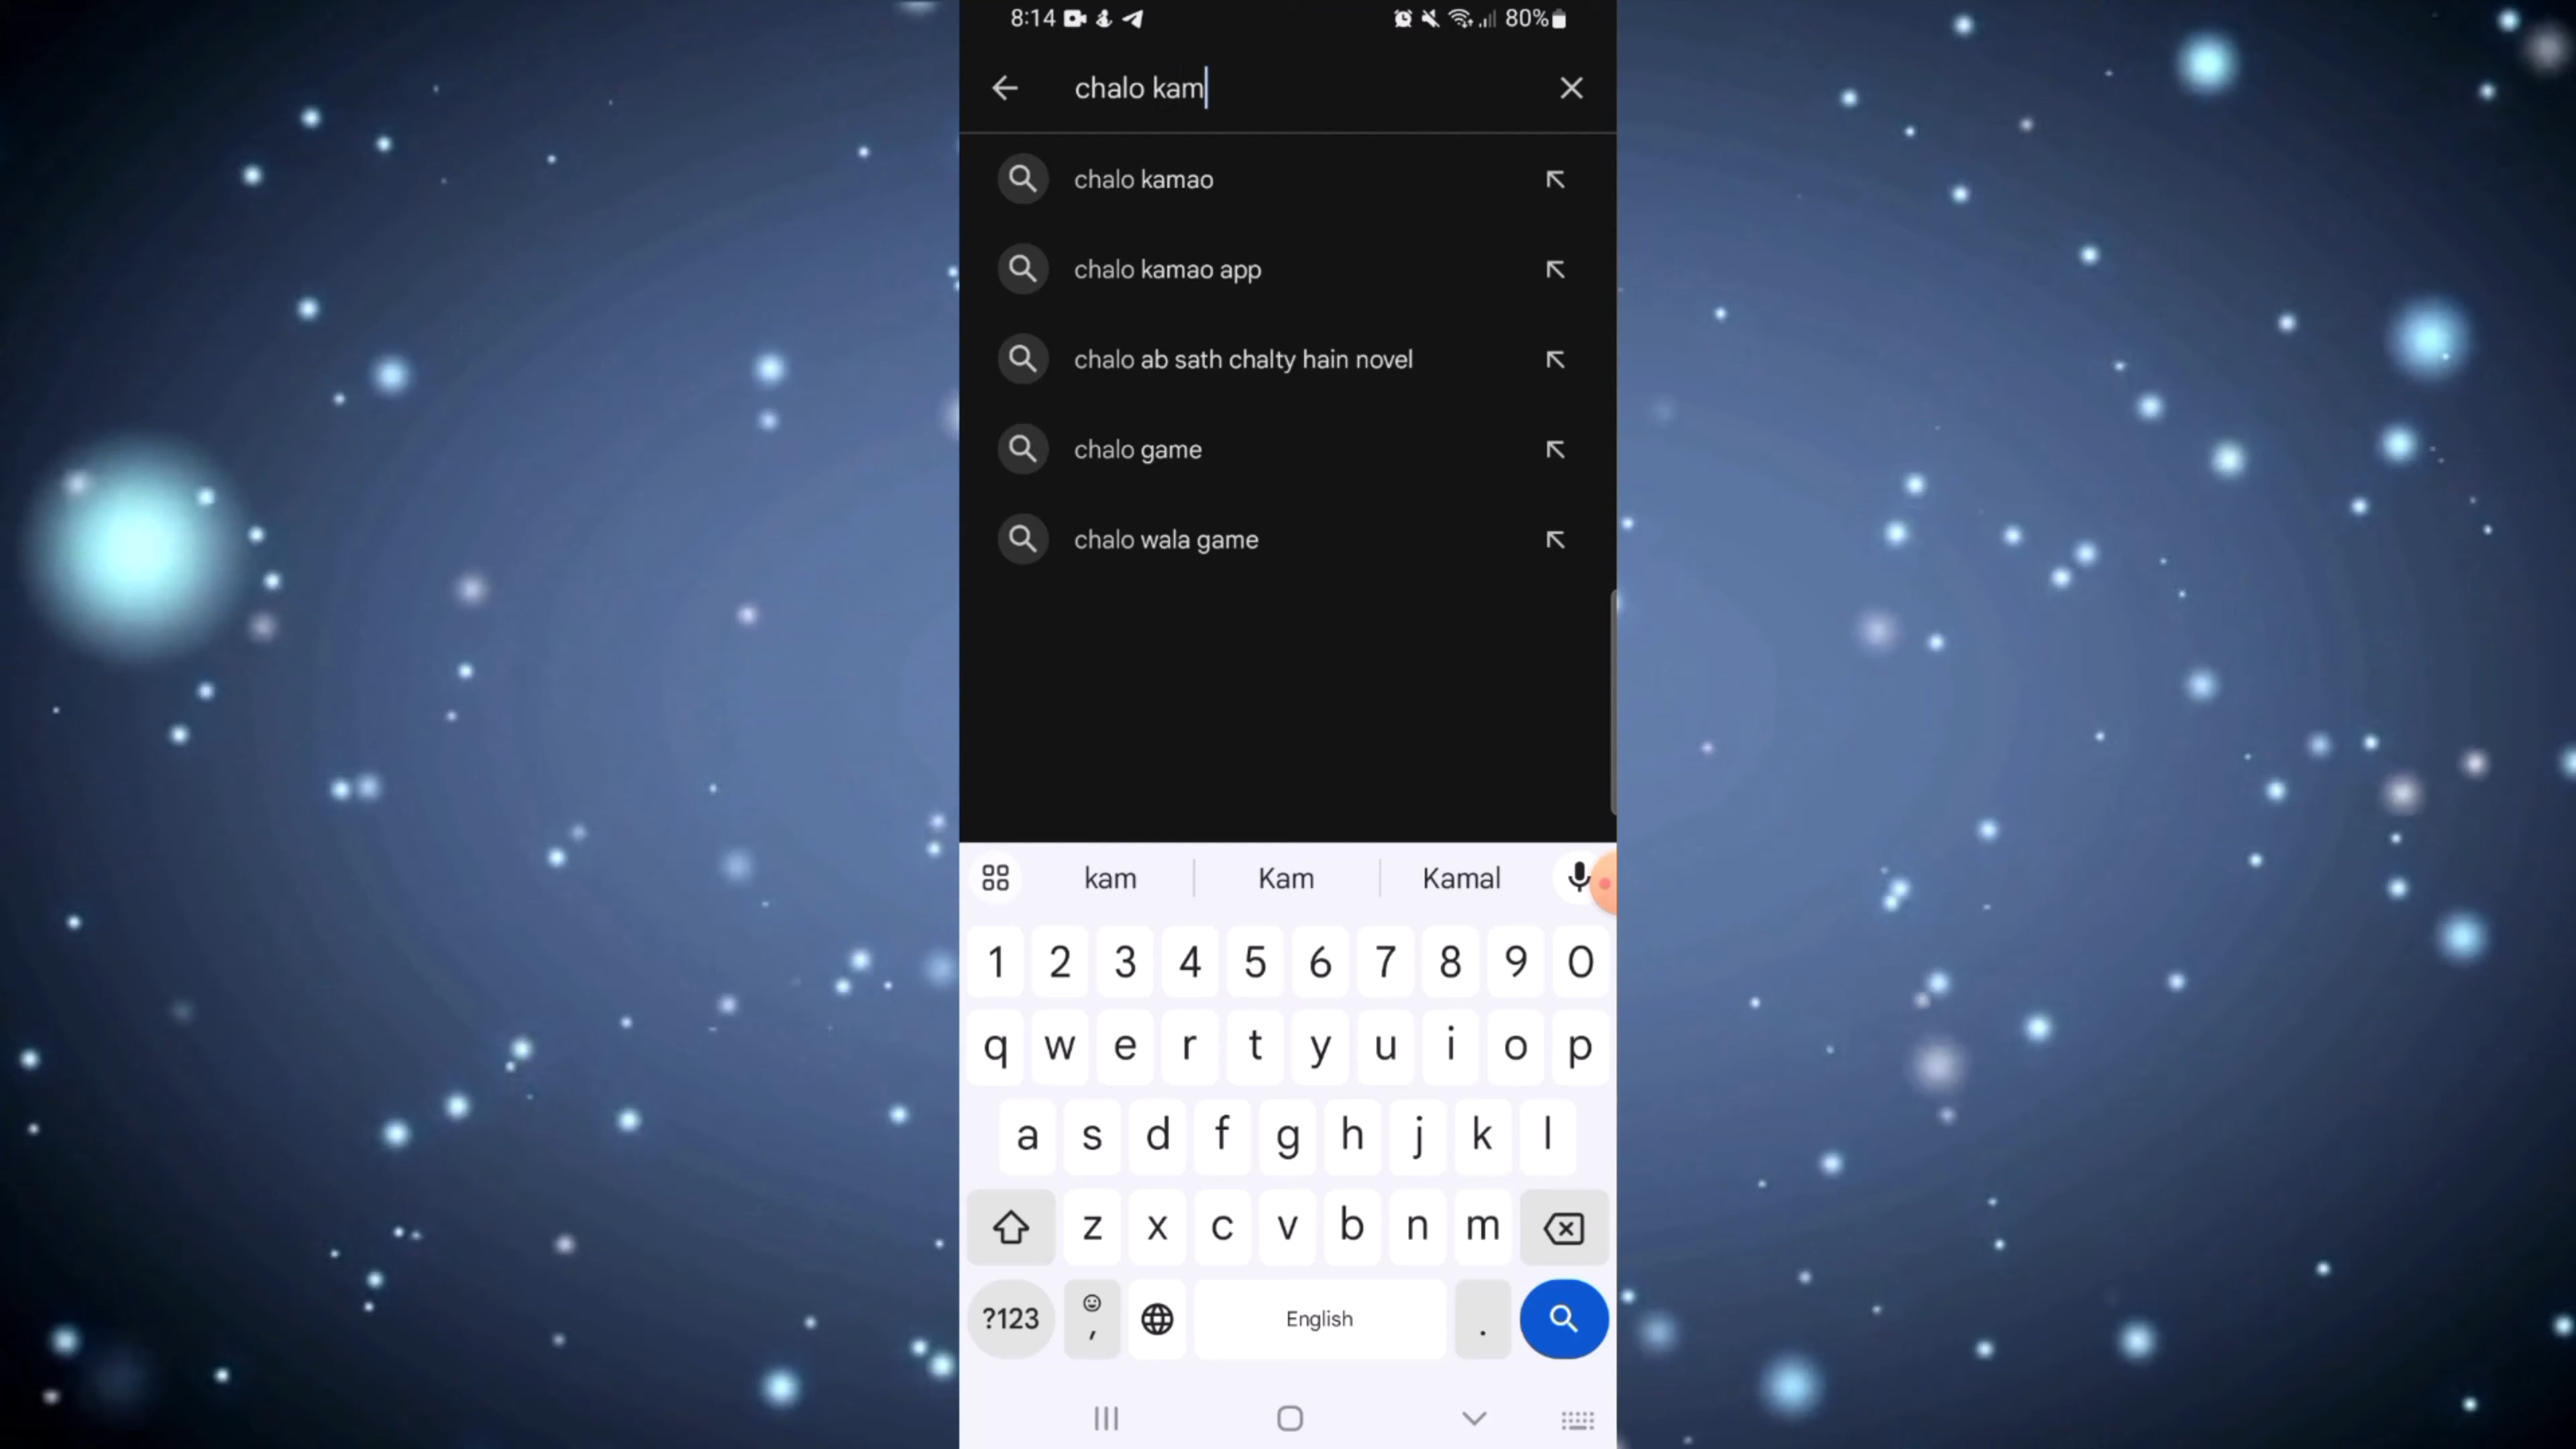 8:14 80%
chalo kam
chalo kamao
chalo kamao app
chalo ab sath chalty hain novel
chalo game
chalo wala game
kam Kam Kamal
1 2 3 4 5 6 7 8 9 0
q w e r t y u i o p
a s d f g h j k l
z x c v b n m
?123 , English .